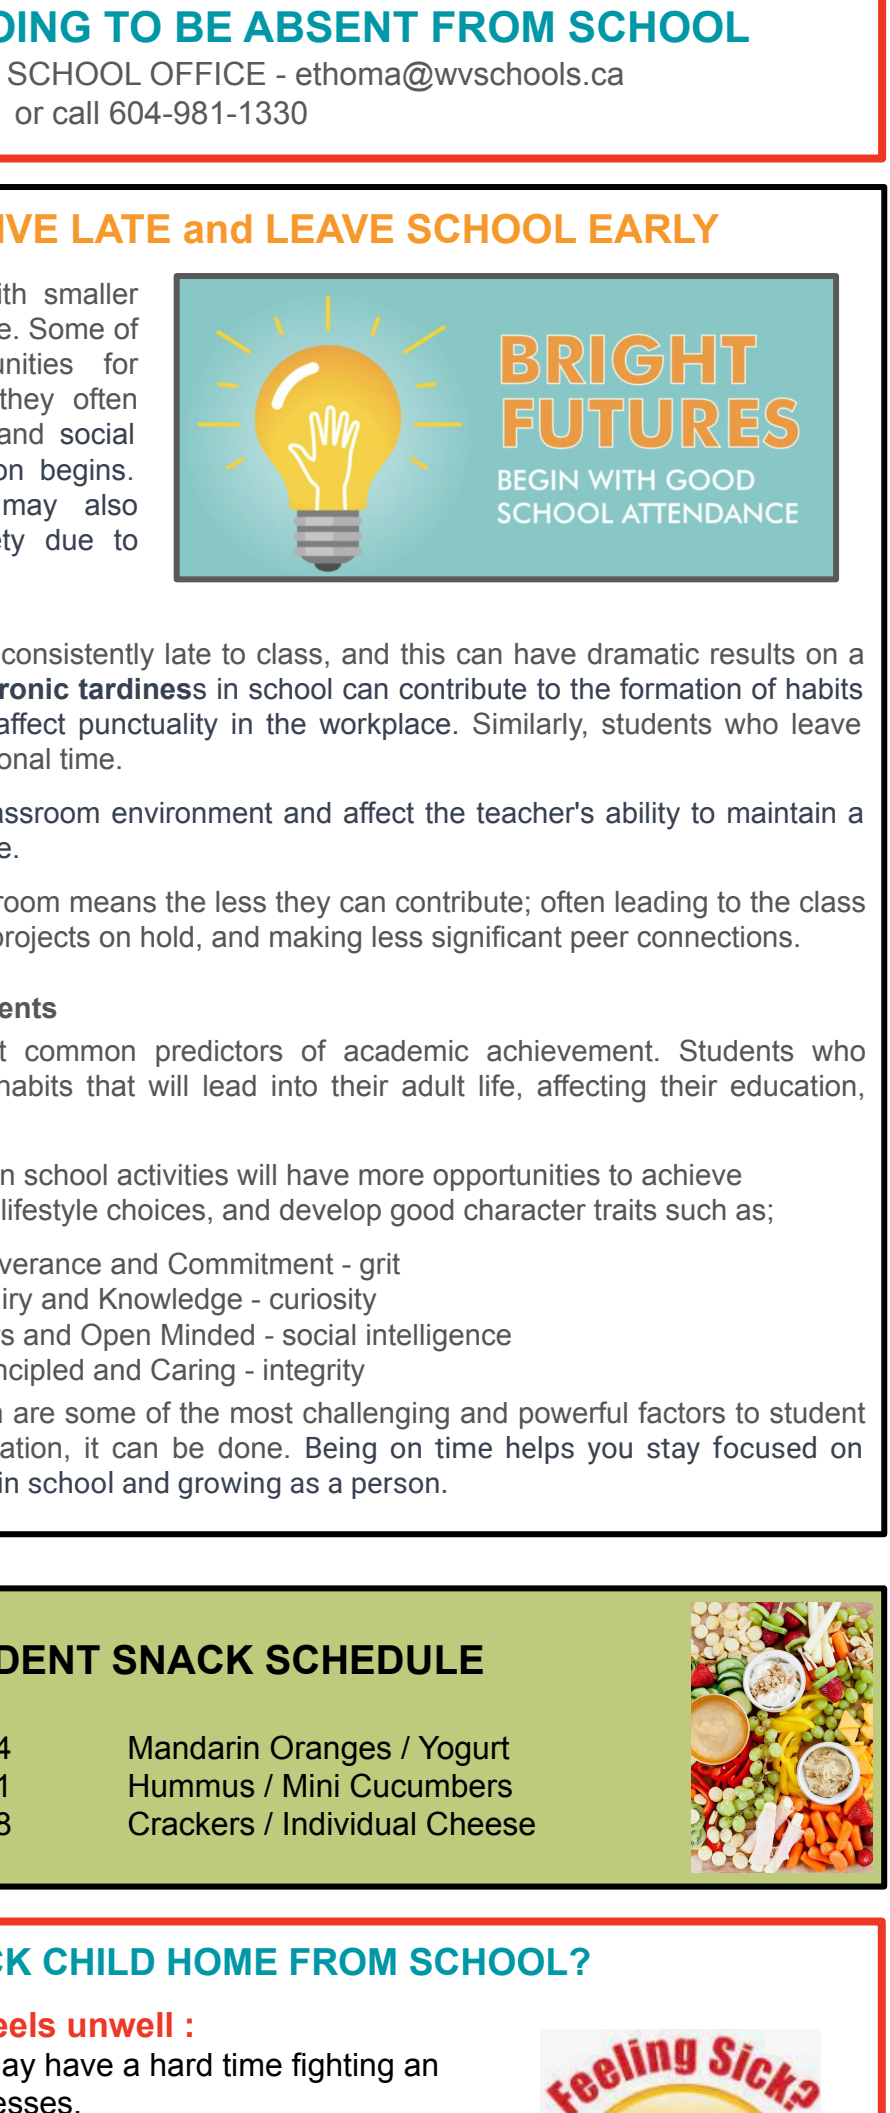 OING TO BE ABSENT FROM SCHOOL
SCHOOL OFFICE - ethoma@wvschools.ca
or call 604-981-1330
IVE LATE and LEAVE SCHOOL EARLY
ith smaller
e. Some of
unities for
they often
and social
on begins.
may also
ety due to
BRIGHT
FUTURES
BEGIN WITH GOOD
SCHOOL ATTENDANCE
consistently late to class, and this can have dramatic results on a
ronic tardiness in school can contribute to the formation of habits
affect punctuality in the workplace. Similarly, students who leave
onal time.
assroom environment and affect the teacher's ability to maintain a
e.
room means the less they can contribute; often leading to the class
projects on hold, and making less significant peer connections.
ents
t common predictors of academic achievement. Students who
habits that will lead into their adult life, affecting their education,
n school activities will have more opportunities to achieve
lifestyle choices, and develop good character traits such as;
verance and Commitment - grit
iry and Knowledge - curiosity
s and Open Minded - social intelligence
ncipled and Caring - integrity
n are some of the most challenging and powerful factors to student
ation, it can be done. Being on time helps you stay focused on
in school and growing as a person.
DENT SNACK SCHEDULE
4 Mandarin Oranges / Yogurt
1 Hummus / Mini Cucumbers
8 Crackers / Individual Cheese
CK CHILD HOME FROM SCHOOL?
eels unwell :
ay have a hard time fighting an
esses.
Feeling Sick?